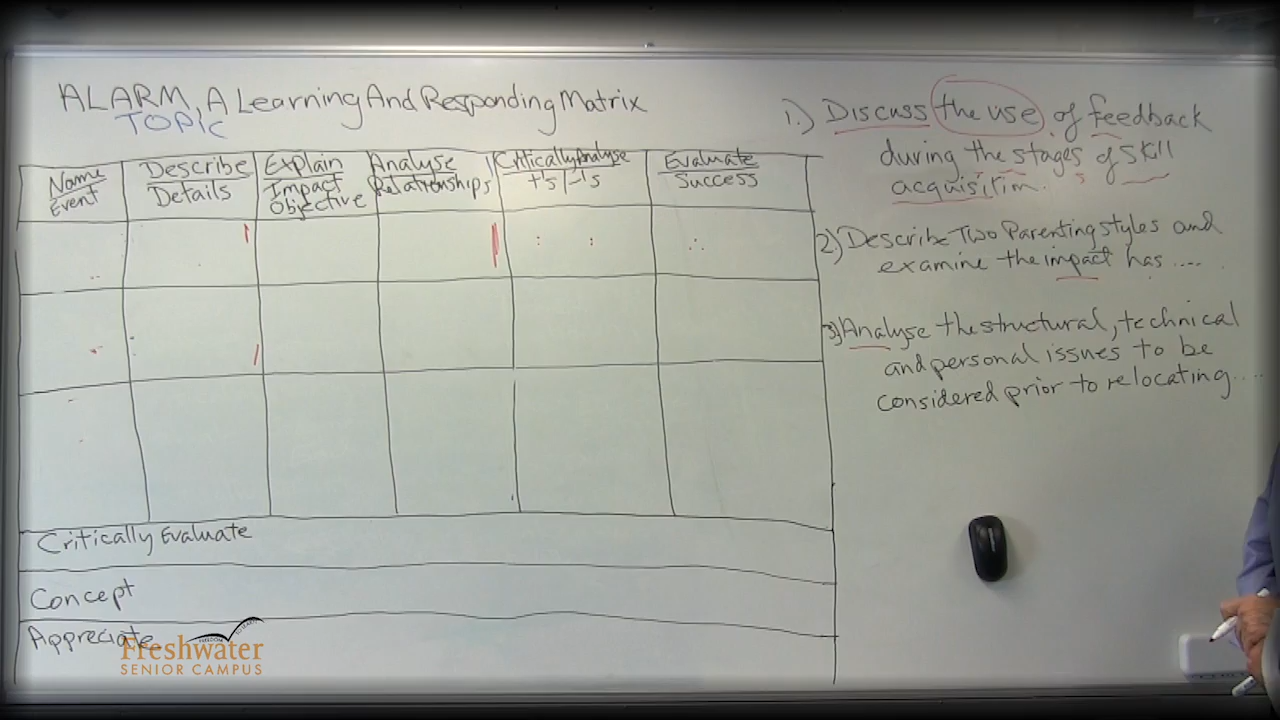 ALARM, A Learning And Responding Matrix
TOPIC
Name
Event
Describe
Details
Explain
Impact
Objective
Analyse
Relationships
Critically Analyse
+'s | -'s
Evaluate
Success
Critically Evaluate
Concept
Appreciate
Freshwater
SENIOR CAMPUS
1.) Discuss the use of feedback
during the stages of skill
acquisition.
2) Describe Two Parenting styles and
examine the impact has ....
3) Analyse the structural, technical
and personal issues to be
considered prior to relocating....